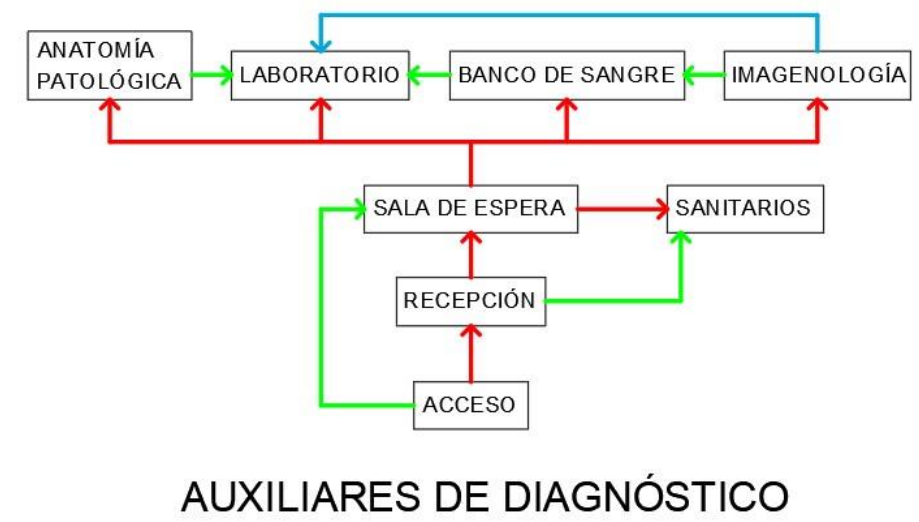 ANATOMÍA
PATOLÓGICA
LABORATORIO
BANCO DE SANGRE
IMAGENOLOGÍA
SALA DE ESPERA
SANITARIOS
RECEPCIÓN
ACCESO
AUXILIARES DE DIAGNÓSTICO